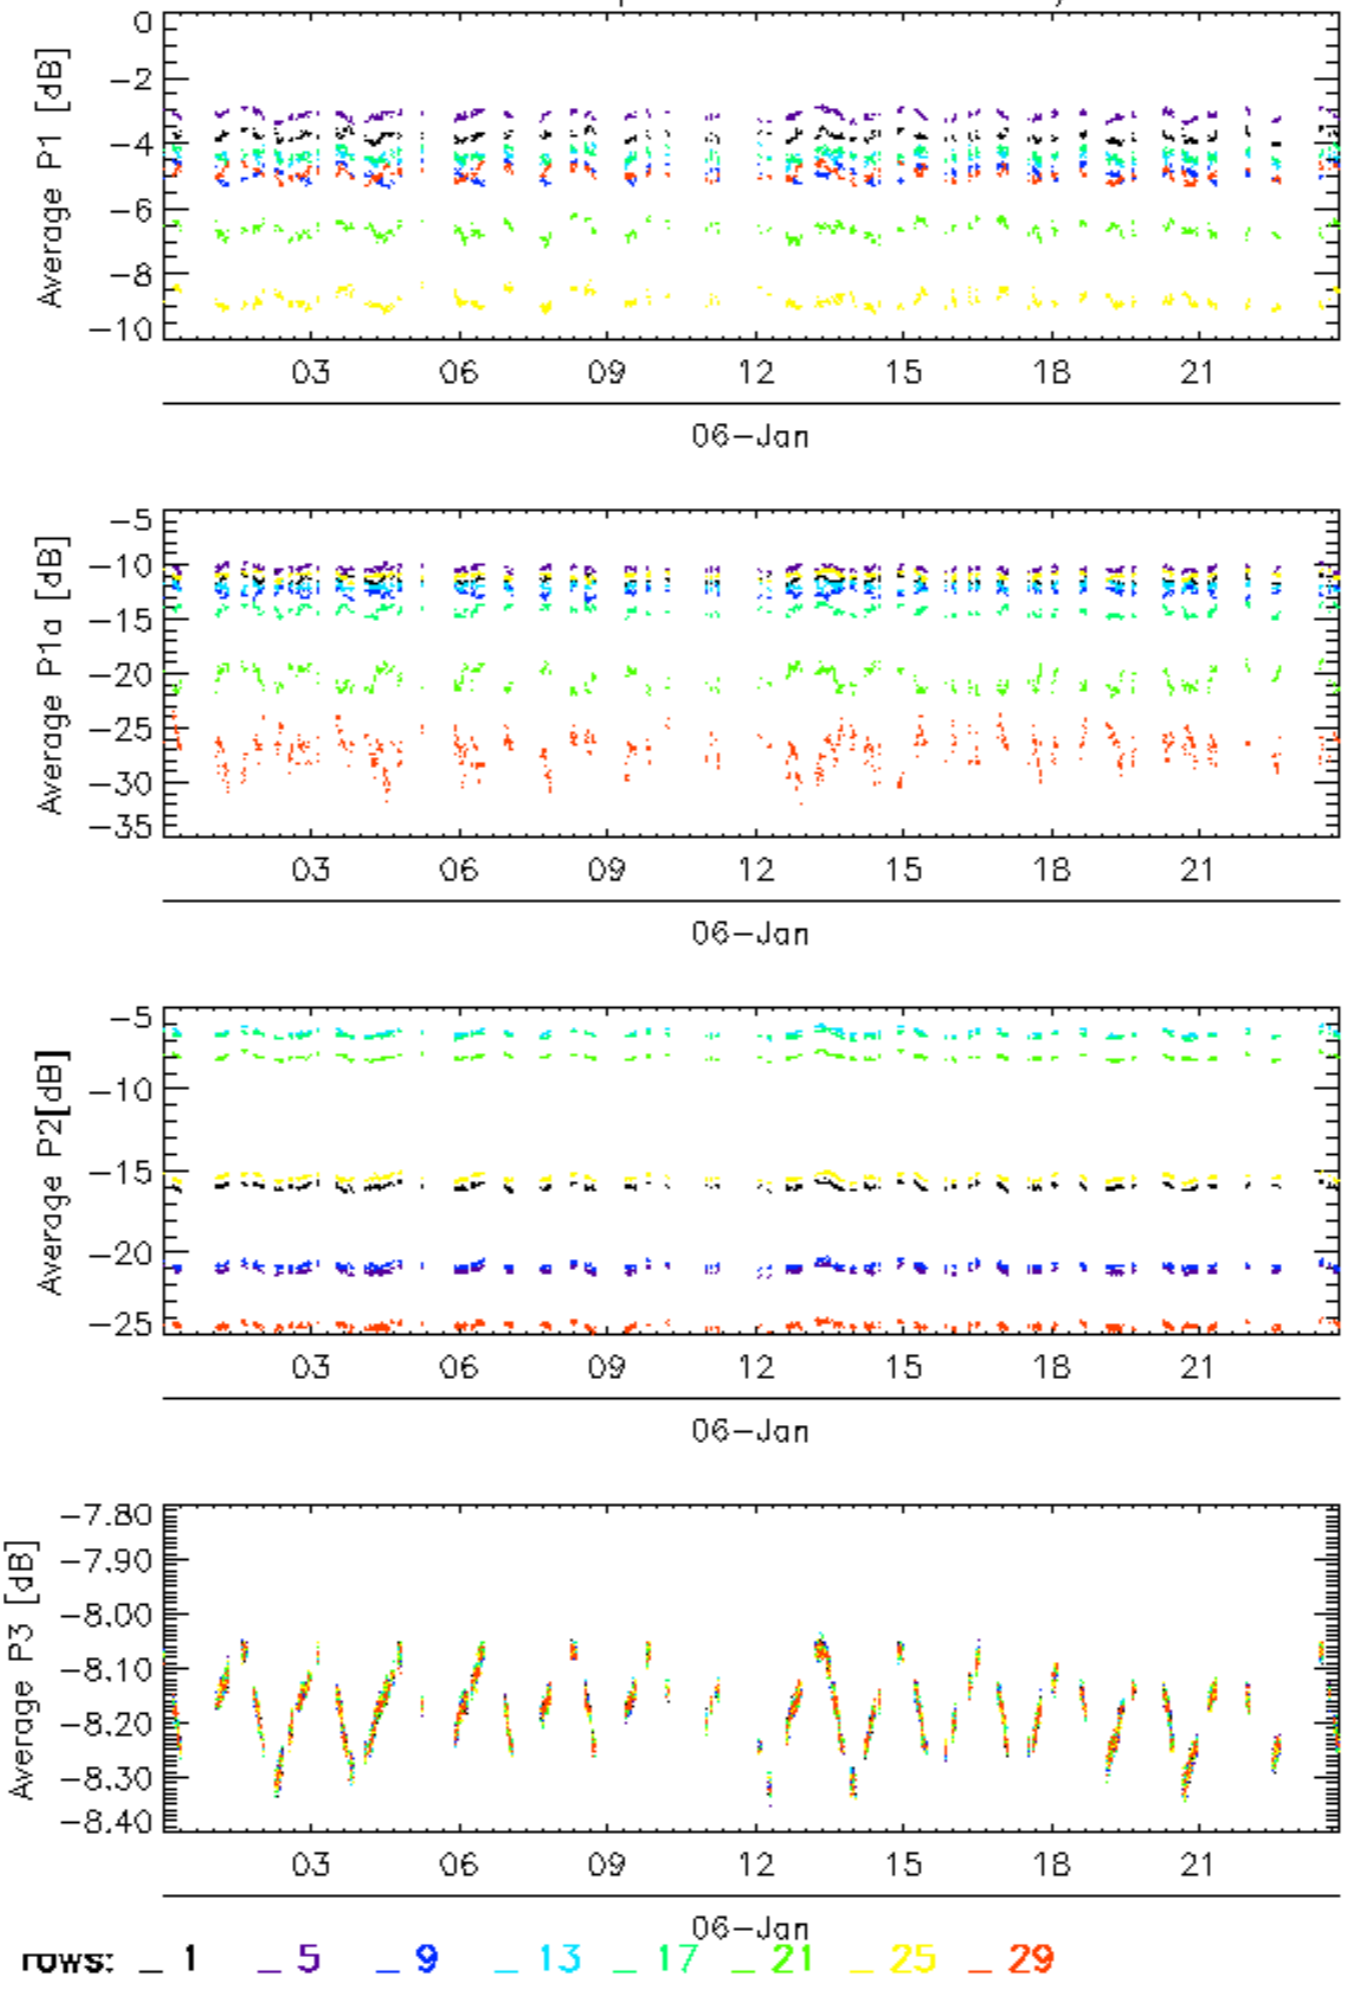 Average P1 [dB]
0
-2
-4
-6
-8
-10
03 06 09 12 15 18 21
06-Jan
Average P1a [dB]
-5
-10
-15
-20
-25
-30
-35
03 06 09 12 15 18 21
06-Jan
Average P2[dB]
-5
-10
-15
-20
-25
03 06 09 12 15 18 21
06-Jan
Average P3 [dB]
-7.80
-7.90
-8.00
-8.10
-8.20
-8.30
-8.40
03 06 09 12 15 18 21
06-Jan
rows: _ 1 _ 5 _ 9 _ 13 _ 17 _ 21 _ 25 _ 29